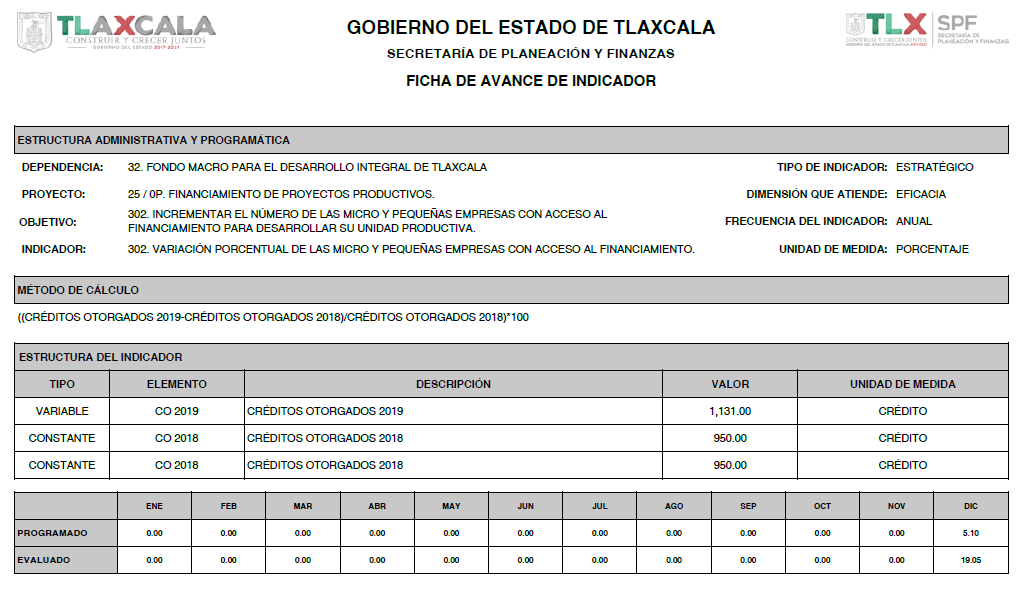 TLAXCALA
CONSTRUIR Y CRECER JUNTOS
GOBIERNO DEL ESTADO 2017-2021
GOBIERNO DEL ESTADO DE TLAXCALA
SECRETARÍA DE PLANEACIÓN Y FINANZAS
FICHA DE AVANCE DE INDICADOR
TLX
CONSTRUIR Y CRECER JUNTOS
GOBIERNO DEL ESTADO DE TLAXCALA 2017-2021
SPF
SECRETARÍA DE
PLANEACIÓN Y FINANZAS
ESTRUCTURA ADMINISTRATIVA Y PROGRAMÁTICA
DEPENDENCIA: 32. FONDO MACRO PARA EL DESARROLLO INTEGRAL DE TLAXCALA TIPO DE INDICADOR: ESTRATÉGICO
PROYECTO: 25 / 0P. FINANCIAMIENTO DE PROYECTOS PRODUCTIVOS. DIMENSIÓN QUE ATIENDE: EFICACIA
OBJETIVO: 302. INCREMENTAR EL NÚMERO DE LAS MICRO Y PEQUEÑAS EMPRESAS CON ACCESO AL
FINANCIAMIENTO PARA DESARROLLAR SU UNIDAD PRODUCTIVA. FRECUENCIA DEL INDICADOR: ANUAL
INDICADOR: 302. VARIACIÓN PORCENTUAL DE LAS MICRO Y PEQUEÑAS EMPRESAS CON ACCESO AL FINANCIAMIENTO. UNIDAD DE MEDIDA: PORCENTAJE
MÉTODO DE CÁLCULO
((CRÉDITOS OTORGADOS 2019-CRÉDITOS OTORGADOS 2018)/CRÉDITOS OTORGADOS 2018)*100
ESTRUCTURA DEL INDICADOR
TIPO ELEMENTO DESCRIPCIÓN VALOR UNIDAD DE MEDIDA
VARIABLE CO 2019 CRÉDITOS OTORGADOS 2019 1,131.00 CRÉDITO
CONSTANTE CO 2018 CRÉDITOS OTORGADOS 2018 950.00 CRÉDITO
CONSTANTE CO 2018 CRÉDITOS OTORGADOS 2018 950.00 CRÉDITO
ENE FEB MAR ABR MAY JUN JUL AGO SEP OCT NOV DIC
PROGRAMADO 0.00 0.00 0.00 0.00 0.00 0.00 0.00 0.00 0.00 0.00 0.00 5.10
EVALUADO 0.00 0.00 0.00 0.00 0.00 0.00 0.00 0.00 0.00 0.00 0.00 19.05